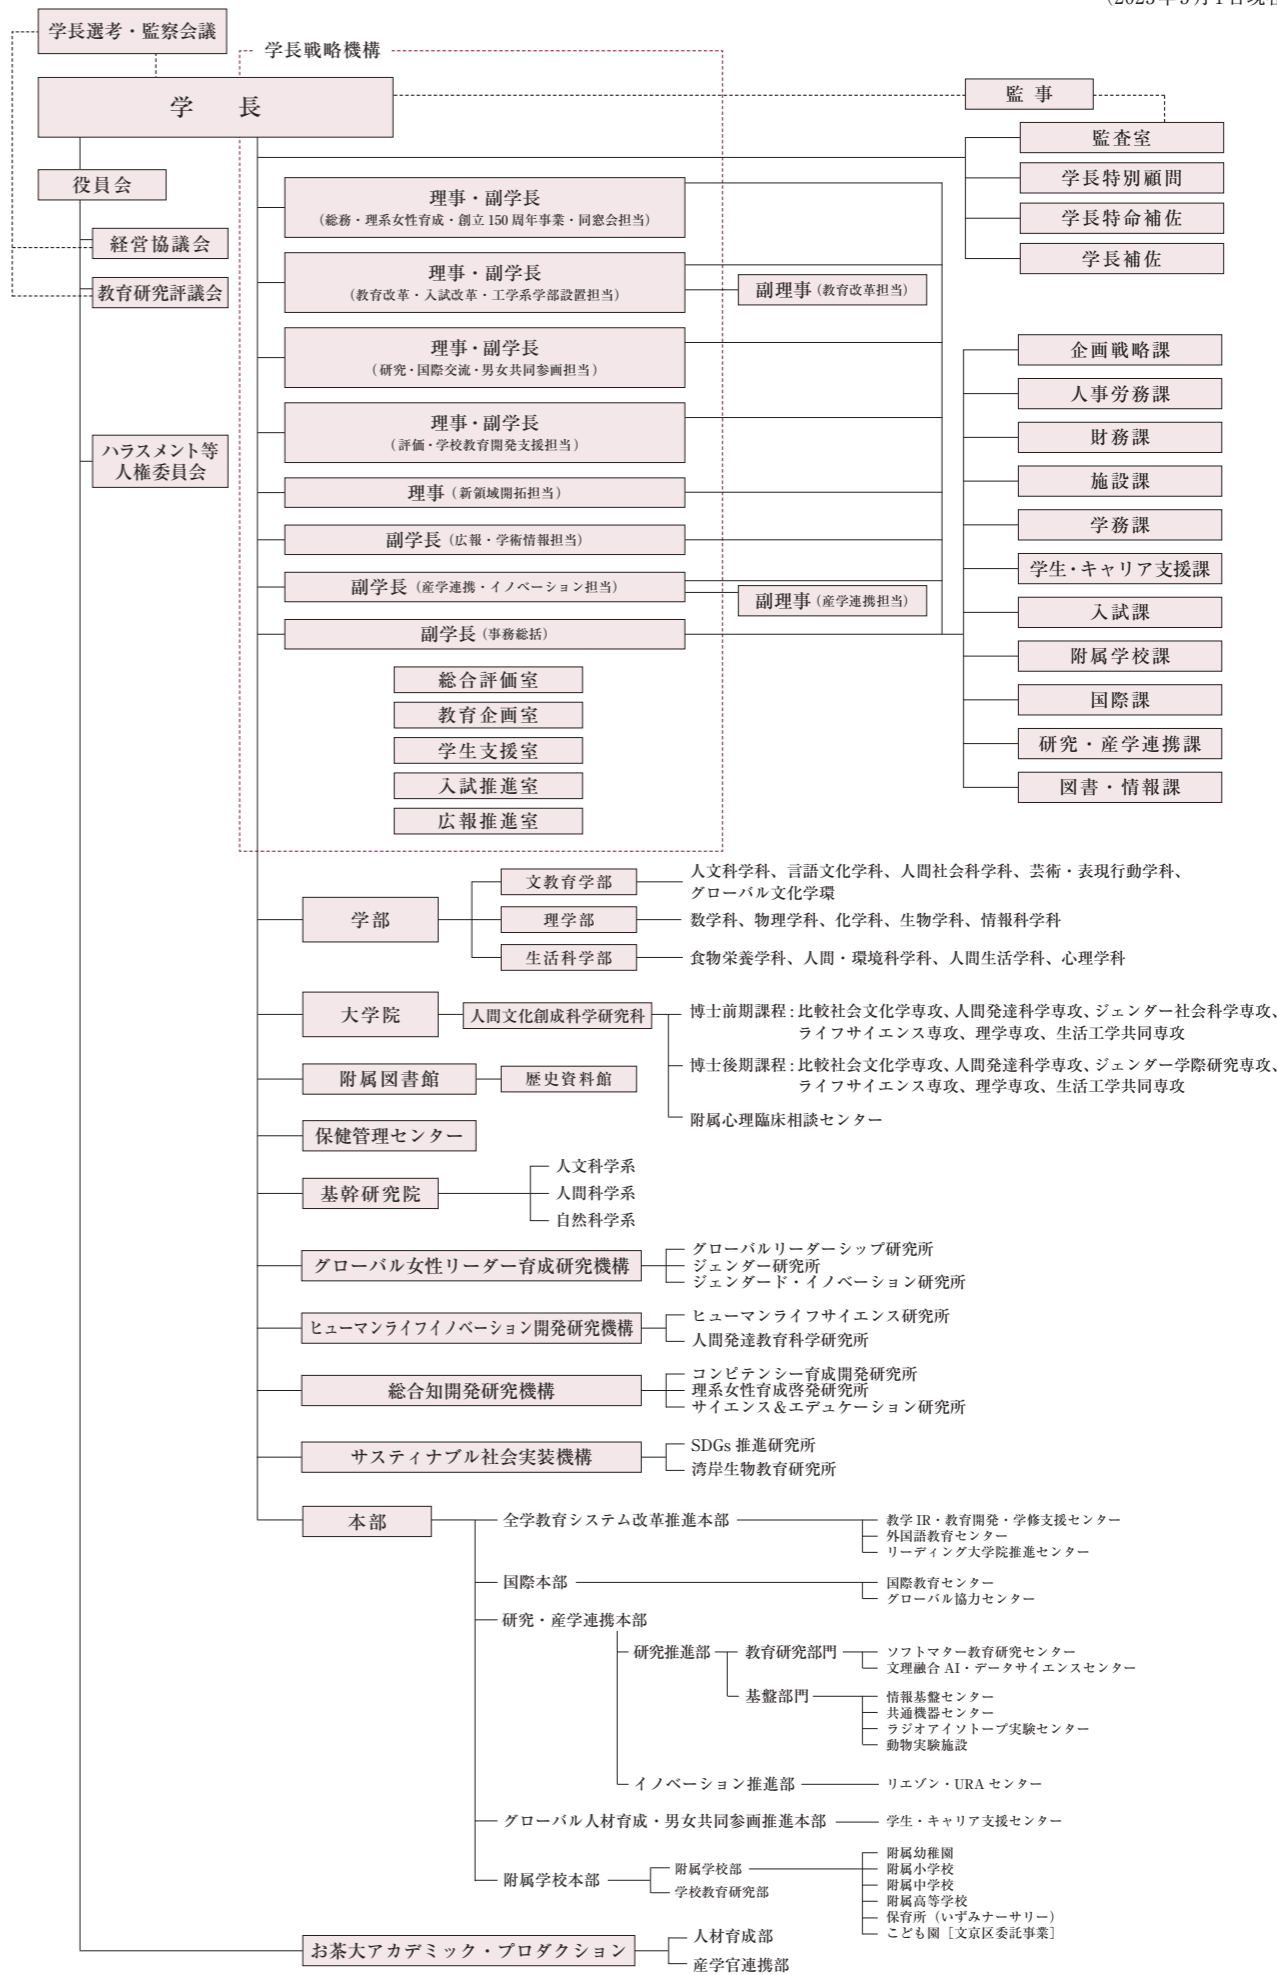 (2023年5月1日現在
学長選考・監察会議
学長戦略機構
学　長
監 事
監査室
学長特別顧問
学長特命補佐
学長補佐
役員会
経営協議会
教育研究評議会
ハラスメント等
人権委員会
理事・副学長
(総務・理系女性育成・創立150周年事業・同窓会担当)
理事・副学長
(教育改革・入試改革・工学系学部設置担当)
副理事(教育改革担当)
理事・副学長
(研究・国際交流・男女共同参画担当)
理事・副学長
(評価・学校教育開発支援担当)
理事(新領域開拓担当)
副学長(広報・学術情報担当)
副学長(産学連携・イノベーション担当)
副理事(産学連携担当)
副学長(事務総括)
総合評価室
教育企画室
学生支援室
入試推進室
広報推進室
企画戦略課
人事労務課
財務課
施設課
学務課
学生・キャリア支援課
入試課
附属学校課
国際課
研究・産学連携課
図書・情報課
学部
文教育学部
人文科学科、言語文化学科、人間社会科学科、芸術・表現行動学科、
グローバル文化学環
理学部
数学科、物理学科、化学科、生物学科、情報科学科
生活科学部
食物栄養学科、人間・環境科学科、人間生活学科、心理学科
大学院
人間文化創成科学研究科
博士前期課程:比較社会文化学専攻、人間発達科学専攻、ジェンダー社会科学専攻、
ライフサイエンス専攻、理学専攻、生活工学共同専攻
博士後期課程:比較社会文化学専攻、人間発達科学専攻、ジェンダー学際研究専攻、
ライフサイエンス専攻、理学専攻、生活工学共同専攻
附属心理臨床相談センター
附属図書館
歴史資料館
保健管理センター
基幹研究院
人文科学系
人間科学系
自然科学系
グローバル女性リーダー育成研究機構
グローバルリーダーシップ研究所
ジェンダー研究所
ジェンダード・イノベーション研究所
ヒューマンライフイノベーション開発研究機構
ヒューマンライフサイエンス研究所
人間発達教育科学研究所
総合知開発研究機構
コンピテンシー育成開発研究所
理系女性育成啓発研究所
サイエンス&エデュケーション研究所
サスティナブル社会実装機構
SDGs推進研究所
湾岸生物教育研究所
本部
全学教育システム改革推進本部
教学IR・教育開発・学修支援センター
外国語教育センター
リーディング大学院推進センター
国際本部
国際教育センター
グローバル協力センター
研究・産学連携本部
研究推進部
教育研究部門
ソフトマター教育研究センター
文理融合AI・データサイエンスセンター
基盤部門
情報基盤センター
共通機器センター
ラジオアイソトープ実験センター
動物実験施設
イノベーション推進部
リエゾン・URAセンター
グローバル人材育成・男女共同参画推進本部
学生・キャリア支援センター
附属学校本部
附属学校部
学校教育研究部
附属幼稚園
附属小学校
附属中学校
附属高等学校
保育所(いずみナーサリー)
こども園[文京区委託事業]
お茶大アカデミック・プロダクション
人材育成部
産学官連携部